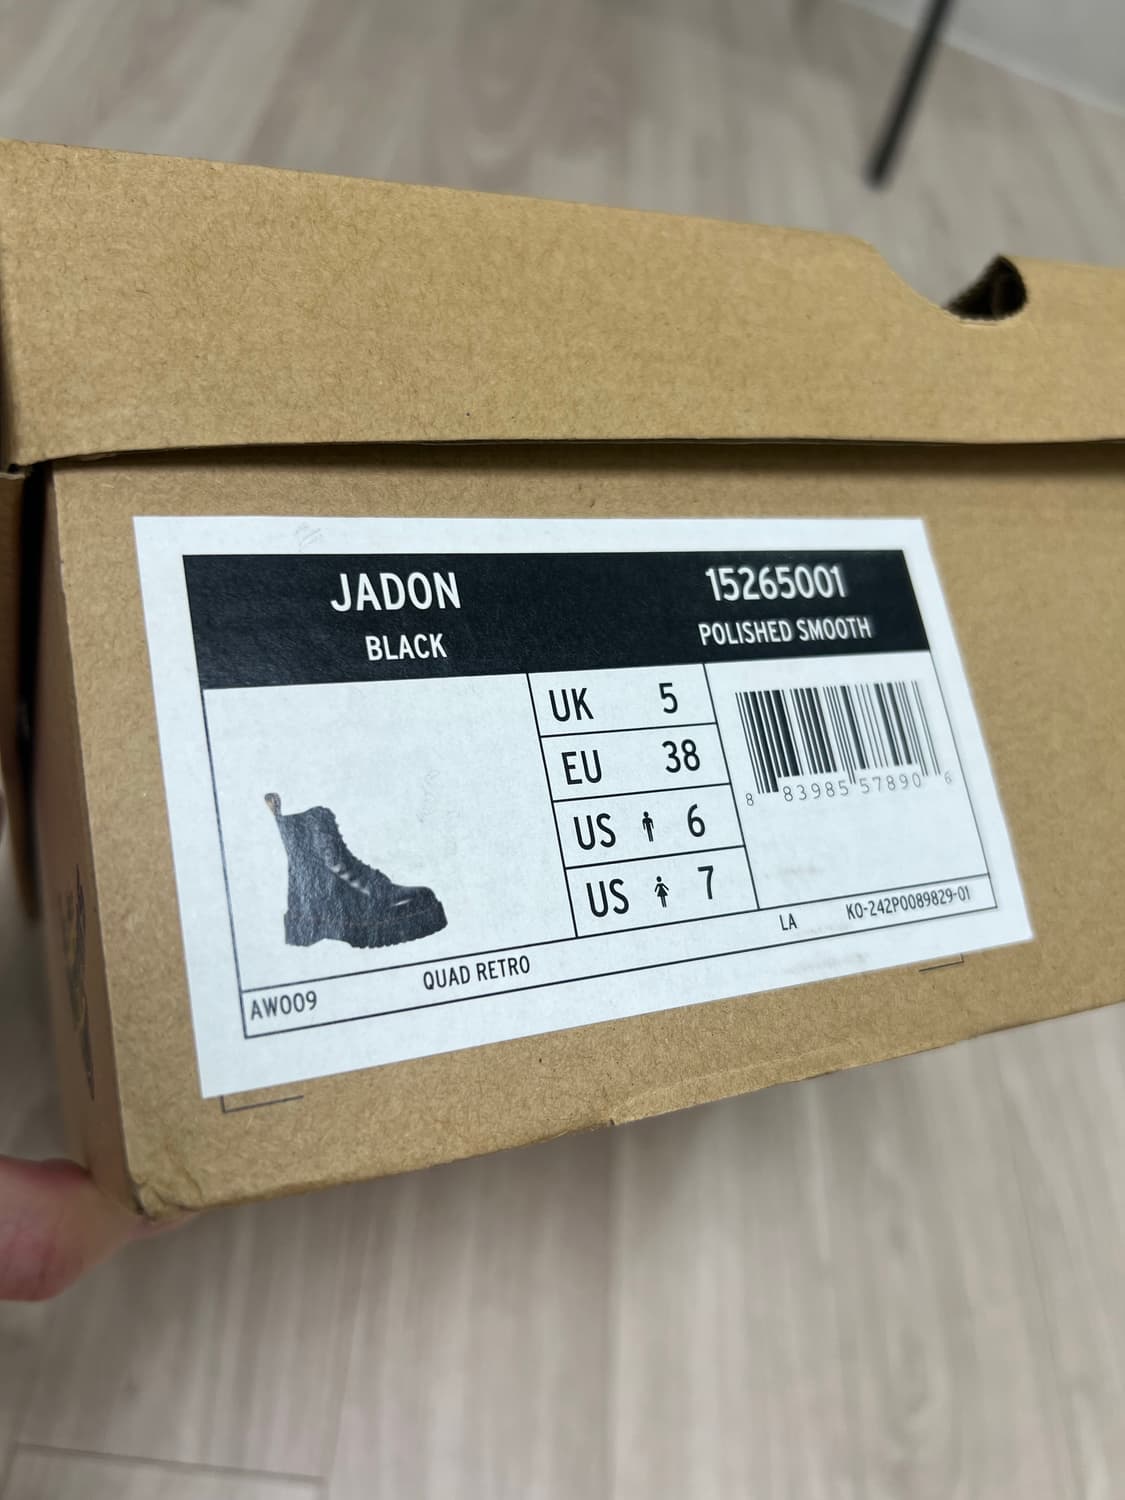 JADON
BLACK
15265001
POLISHED SMOOTH
UK 5
EU 38
US 6
US 7
8 83985 57890 6
AW009
QUAD RETRO
LA
KO-242P0089829-01